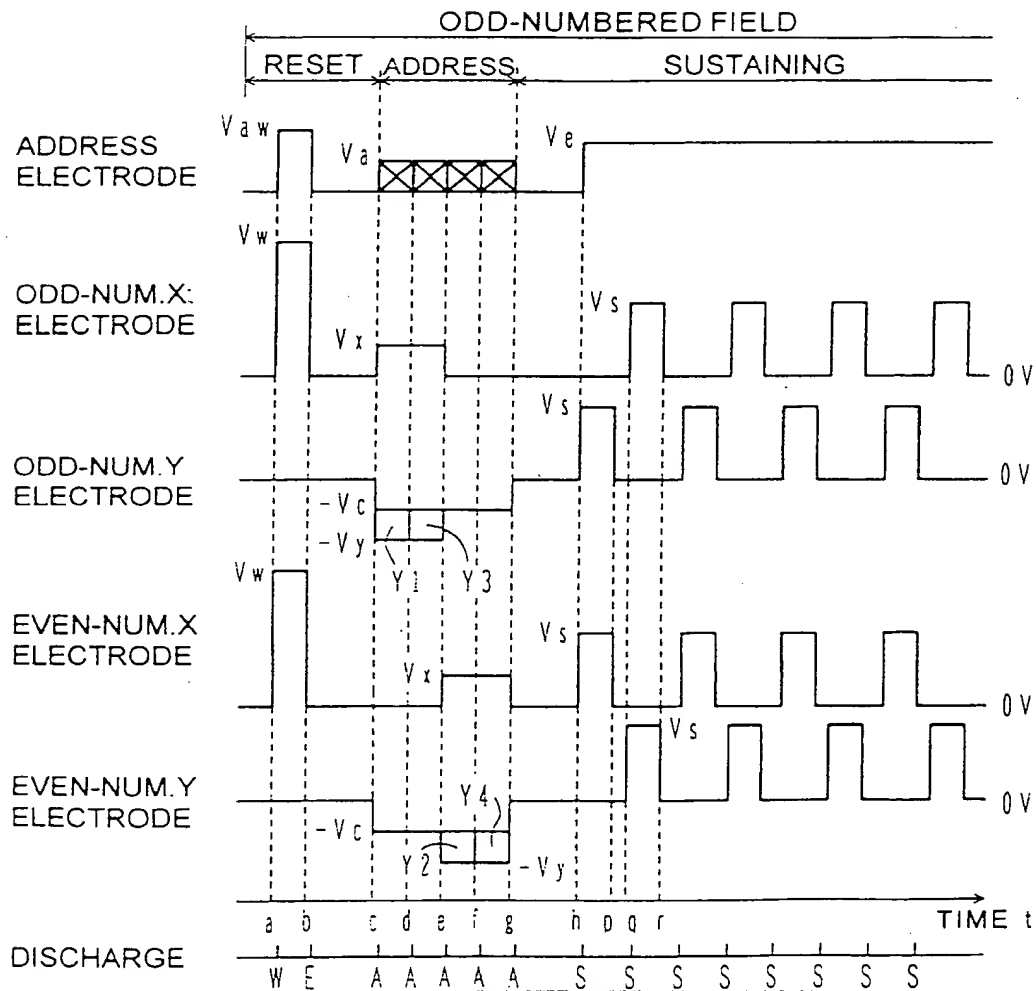 ODD-NUMBERED FIELD
RESET ADDRESS SUSTAINING
Vaw
Va
Ve
ADDRESS
ELECTRODE
Vw
ODD-NUM.X:
ELECTRODE
Vs
Vx
0V
Vs
ODD-NUM.Y
ELECTRODE
0V
-Vc
-Vy
Y1 Y3
Vw
EVEN-NUM.X
ELECTRODE
Vs
Vx
0V
Vs
EVEN-NUM.Y
ELECTRODE
0V
Y4
-Vc
Y2
-Vy
a b c d e f g h p q r TIME t
DISCHARGE
W E A A A A A S S S S S S S S